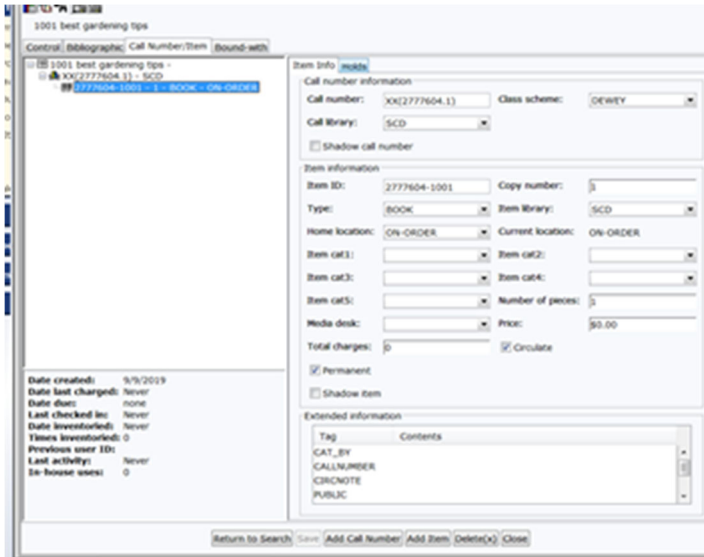 1001 best gardening tips
Control Bibliographic Call Number/Item Bound-with
1001 best gardening tips -
XX(2777604.1) - SCD
2777604-1001 - 1 - BOOK - ON-ORDER
Date created: 9/9/2019
Date last charged: Never
Date due: none
Last checked in: Never
Date inventoried: Never
Times inventoried: 0
Previous user ID:
Last activity: Never
In-house uses: 0
Item Info Holds
Call number information
Call number: XX(2777604.1) Class scheme: DEWEY
Call library: SCD
Shadow call number
Item information
Item ID: 2777604-1001 Copy number: 1
Type: BOOK Item library: SCD
Home location: ON-ORDER Current location: ON-ORDER
Item cat1: Item cat2:
Item cat3: Item cat4:
Item cat5: Number of pieces: 1
Media desk: Price: $0.00
Total charges: 0 Circulate
Permanent
Shadow item
Extended information
Tag Contents
CAT_BY
CALLNUMBER
CIRCNOTE
PUBLIC
Return to Search Save Add Call Number Add Item Delete(x) Close